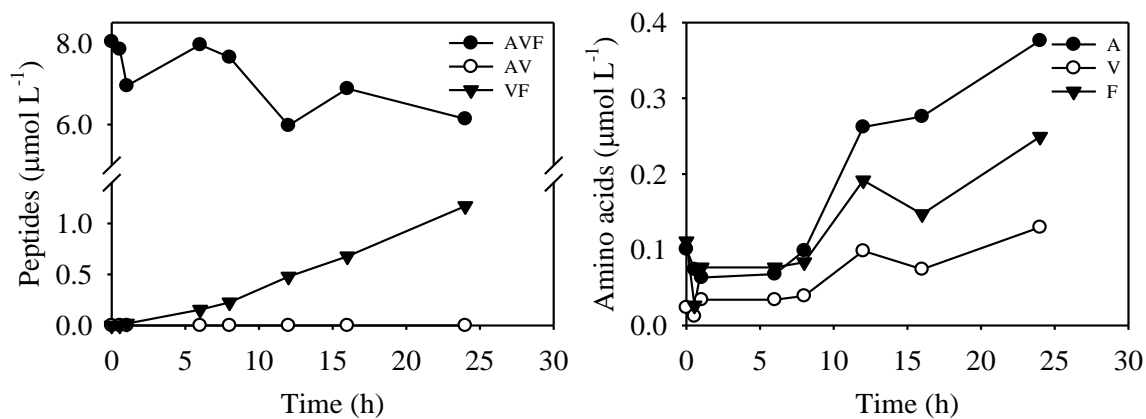 8.0
6.0
1.0
0.5
0.0
Peptides (μmol L⁻¹)
AVF
AV
VF
0 5 10 15 20 25 30
Time (h)
0.4
0.3
0.2
0.1
0.0
Amino acids (μmol L⁻¹)
A
V
F
0 5 10 15 20 25 30
Time (h)